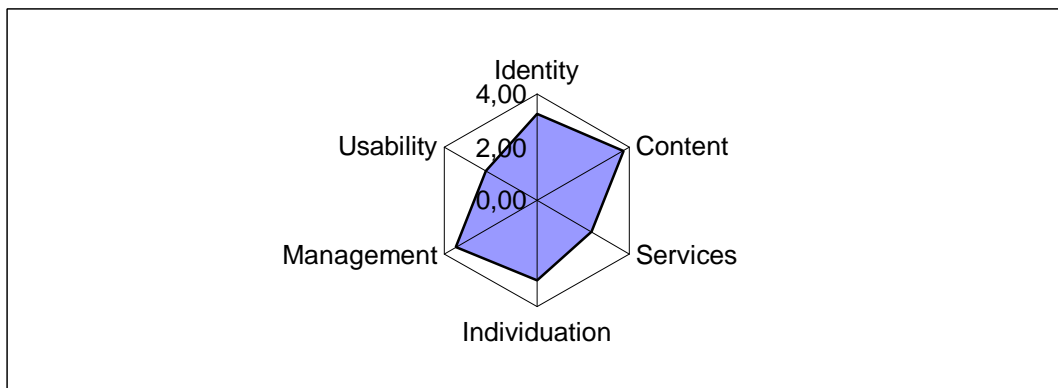 Identity
4,00
Usability
2,00
Content
0,00
Management
Services
Individuation